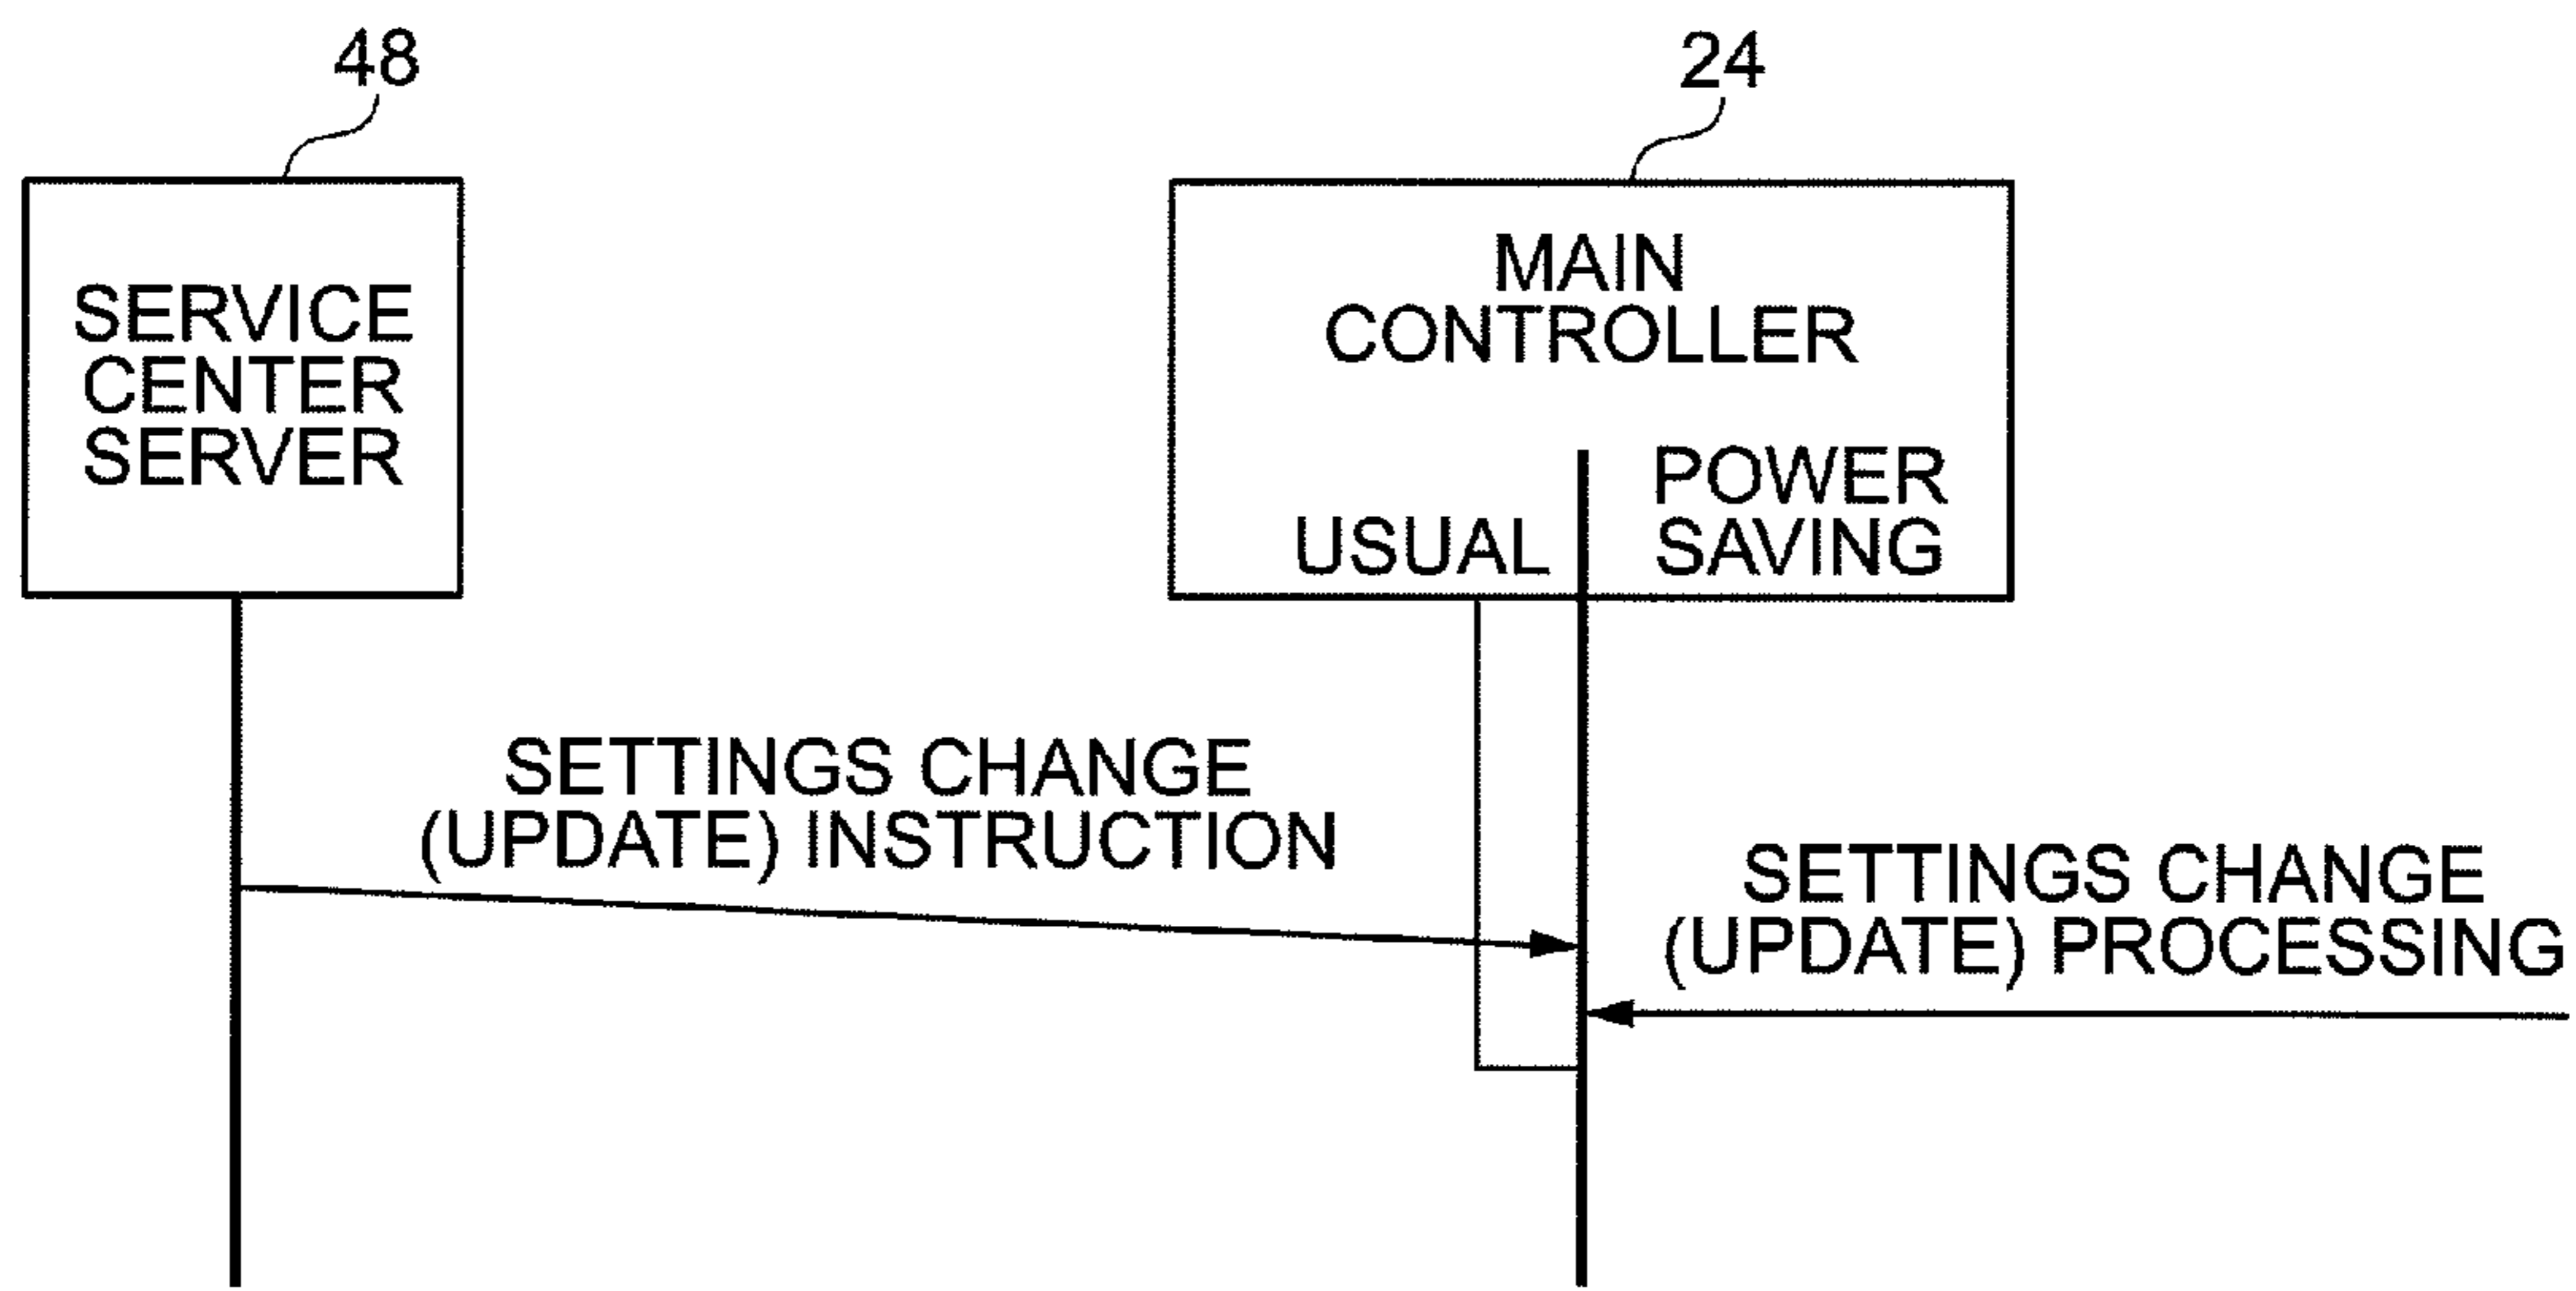 48
24
SERVICE
CENTER
SERVER
MAIN
CONTROLLER
USUAL
POWER
SAVING
SETTINGS CHANGE
(UPDATE) INSTRUCTION
SETTINGS CHANGE
(UPDATE) PROCESSING